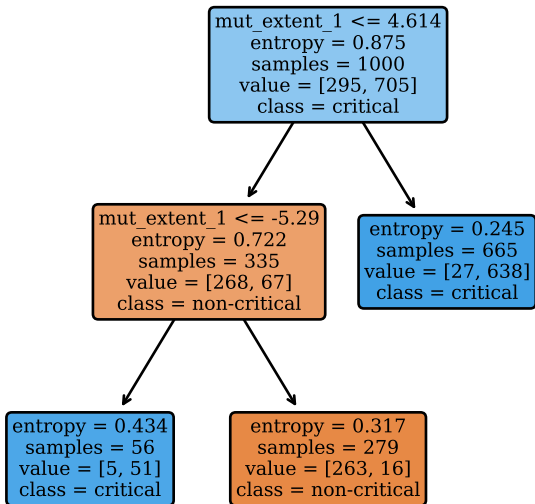 mut_extent_1 <= 4.614
entropy = 0.875
samples = 1000
value = [295, 705]
class = critical
mut_extent_1 <= -5.29
entropy = 0.722
samples = 335
value = [268, 67]
class = non-critical
entropy = 0.245
samples = 665
value = [27, 638]
class = critical
entropy = 0.434
samples = 56
value = [5, 51]
class = critical
entropy = 0.317
samples = 279
value = [263, 16]
class = non-critical